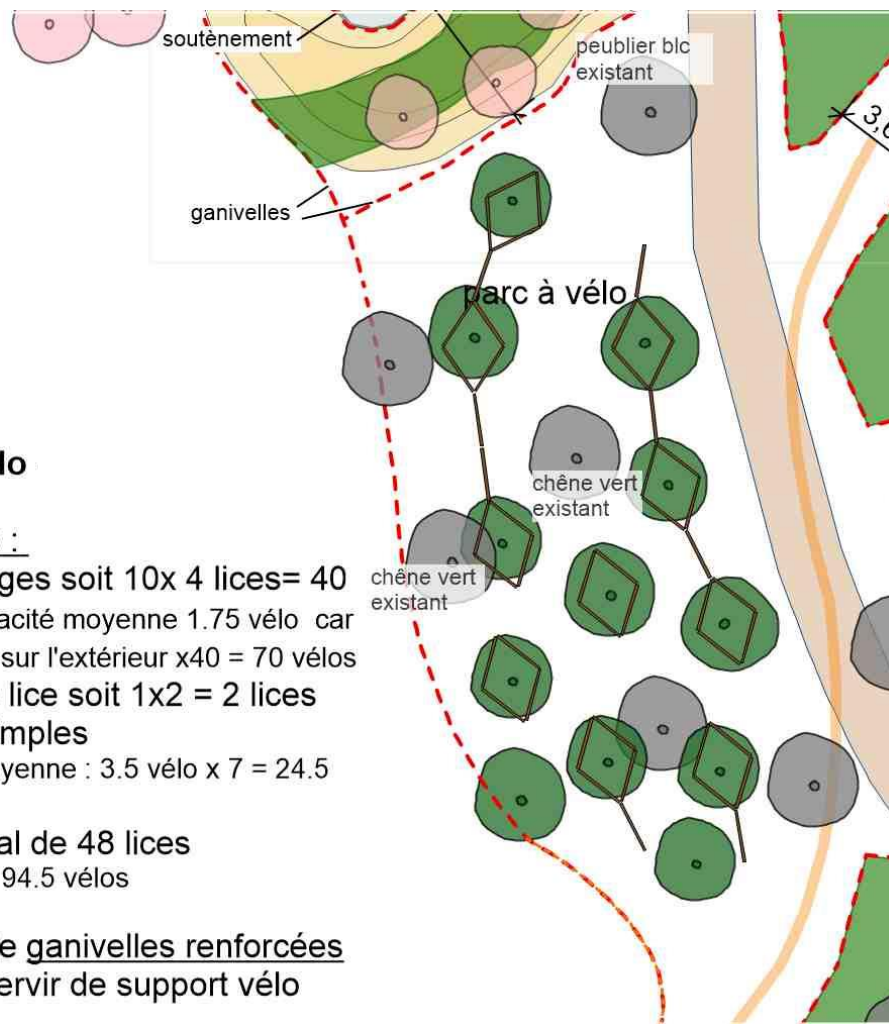 soutènement
peublier blc
existant
3,6
ganivelles
parc à vélo
lo
:
ges soit 10x 4 lices= 40
acité moyenne 1.75 vélo car
sur l'extérieur x40 = 70 vélos
lice soit 1x2 = 2 lices
mples
yenne : 3.5 vélo x 7 = 24.5
al de 48 lices
94.5 vélos
e ganivelles renforcées
ervir de support vélo
chêne vert
existant
chêne vert
existant